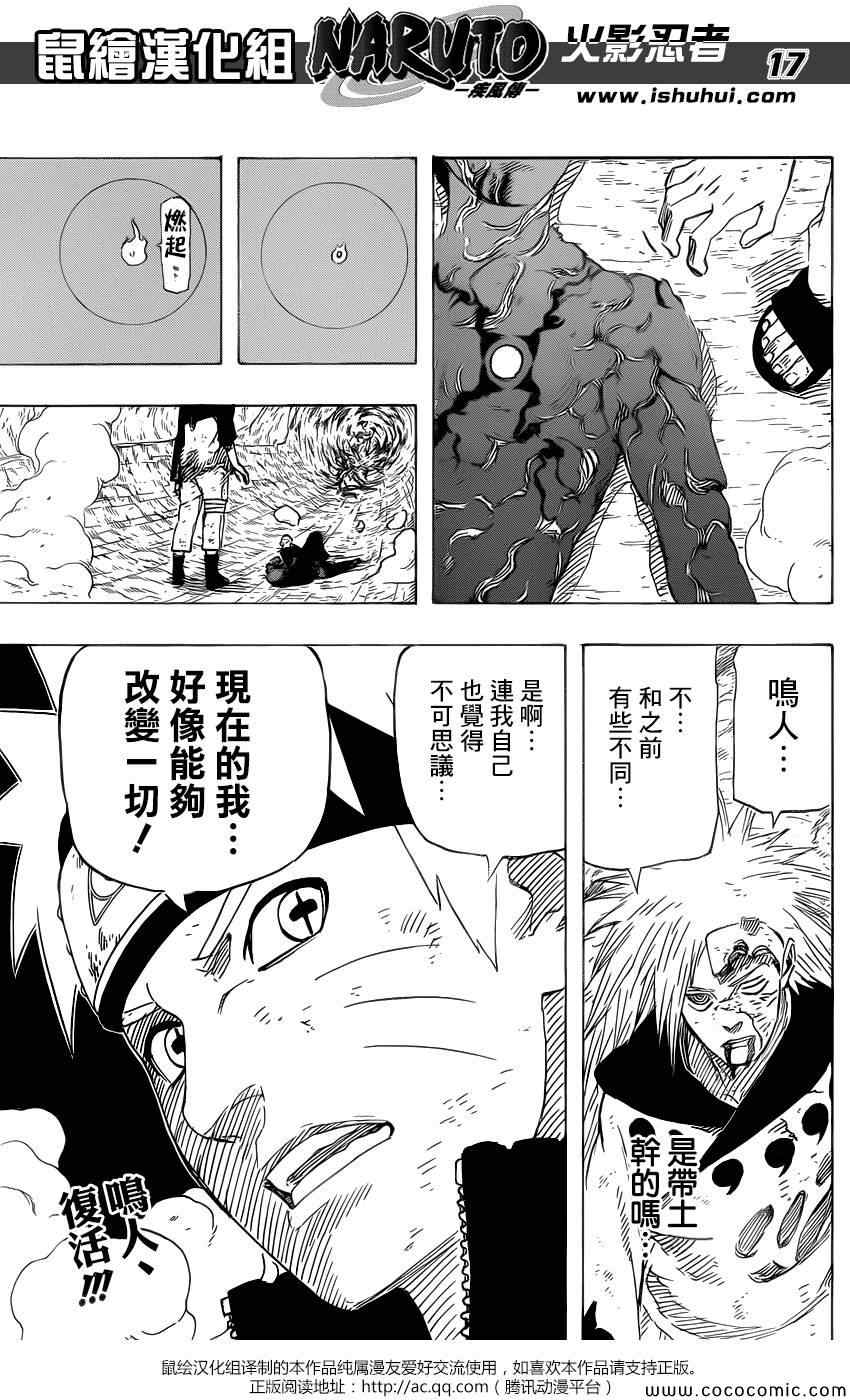 鼠繪漢化組
NARUTO
疾風傳
火影忍者
17
www.ishuhui.com
燃起…
鳴人…
不…
和之前
有些不同…
是帶土
幹的嗎…
是啊…
連我自己
也覺得
不可思議…
現在的我…
好像能夠
改變一切！
鳴人、
復活!!!
鼠绘汉化组译制的本作品纯属漫友爱好交流使用，如喜欢本作品请支持正版。
正版阅读地址：http://ac.qq.com（腾讯动漫平台）
www.cococomic.com